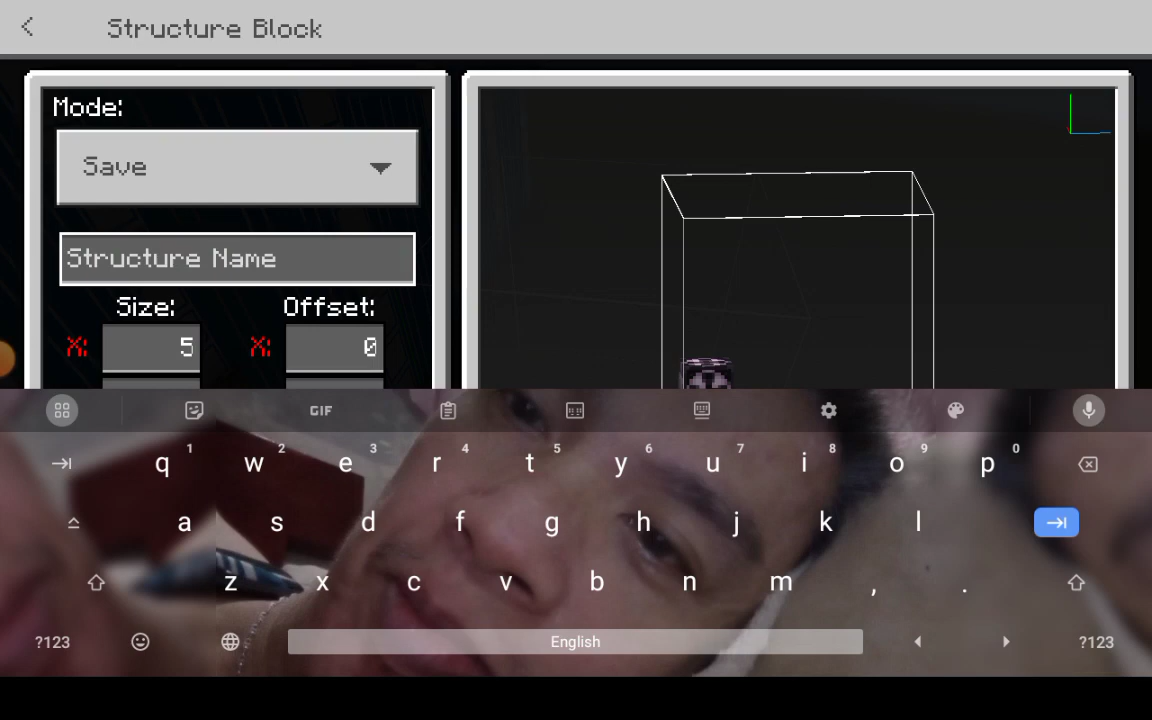 Structure Block
Mode:
Save
Structure Name
Size: Offset:
X: 5 X: 0
GIF
q 1 w 2 e 3 r 4 t 5 y 6 u 7 i 8 o 9 p 0
a s d f g h j k l
z x c v b n m , .
?123 English ?123